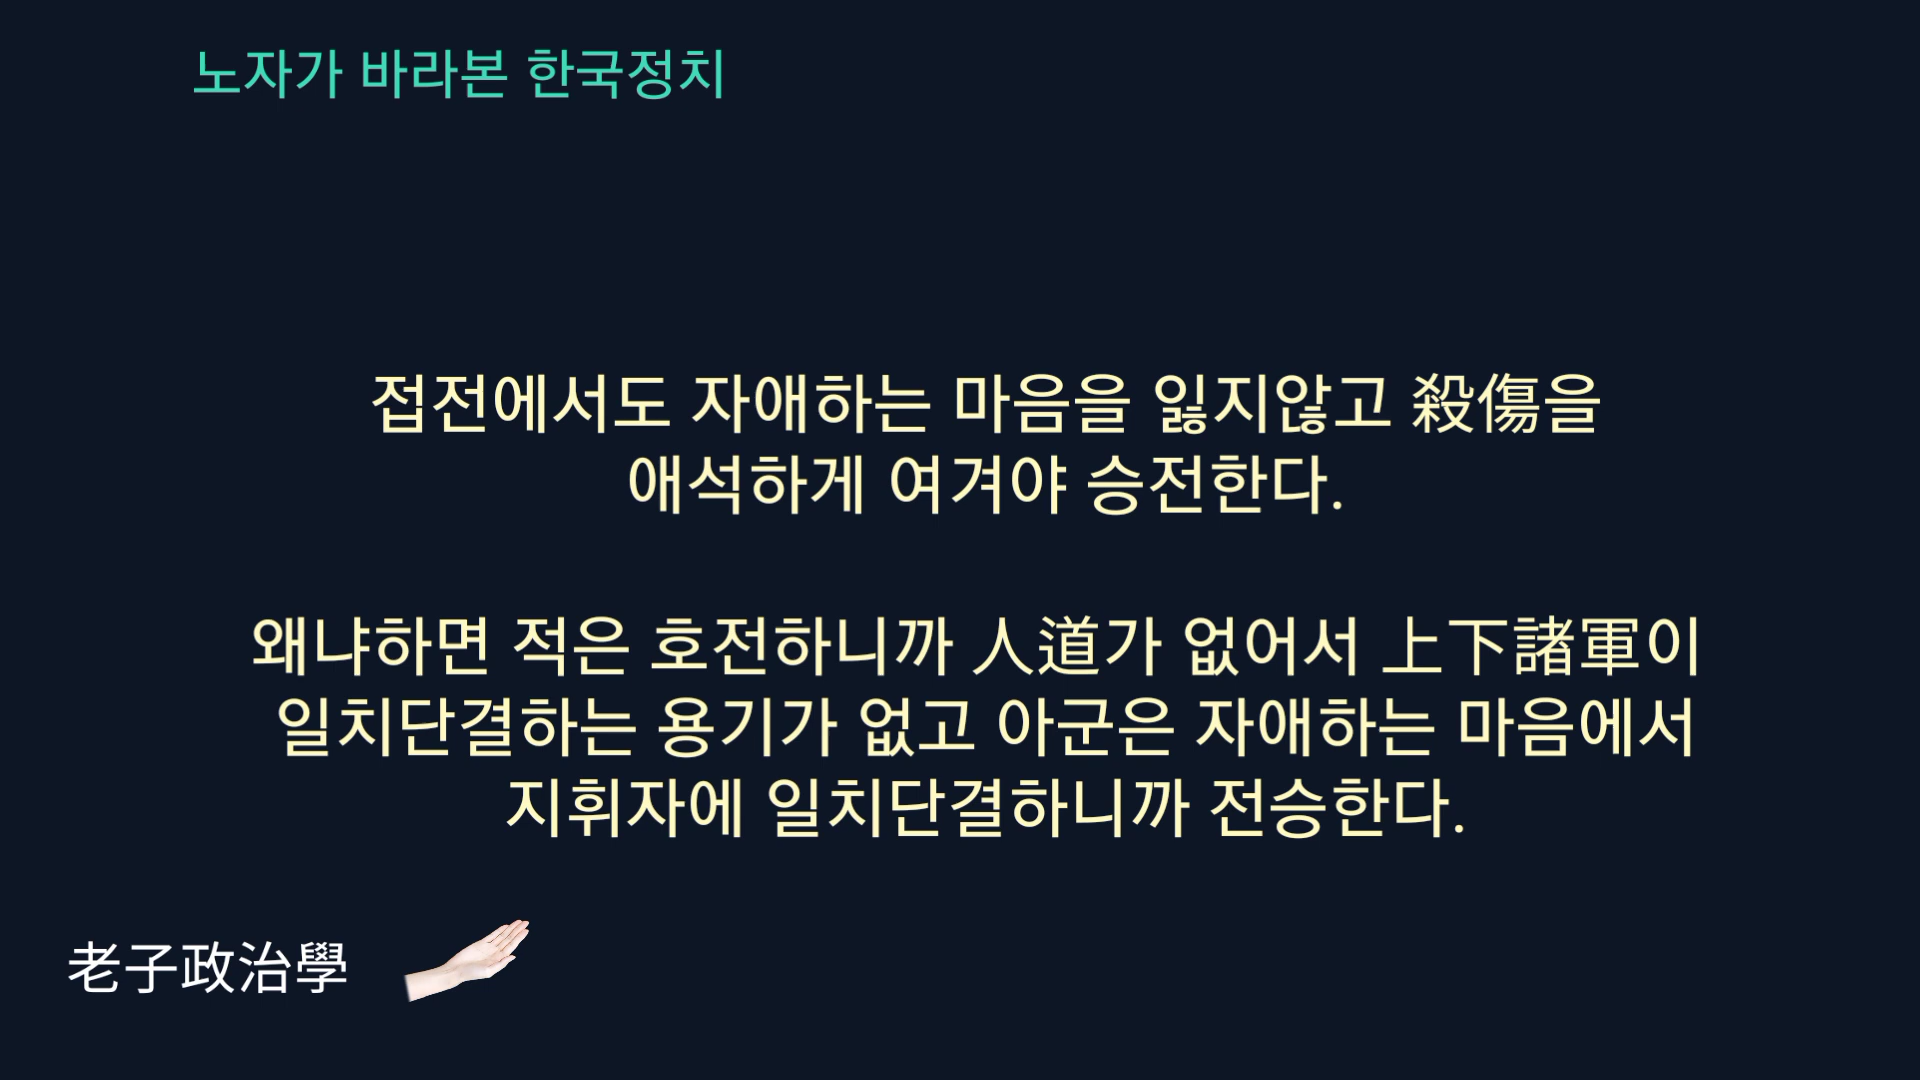 노자가 바라본 한국정치
접전에서도 자애하는 마음을 잃지않고 殺傷을
애석하게 여겨야 승전한다.
왜냐하면 적은 호전하니까 人道가 없어서 上下諸軍이
일치단결하는 용기가 없고 아군은 자애하는 마음에서
지휘자에 일치단결하니까 전승한다.
老子政治學